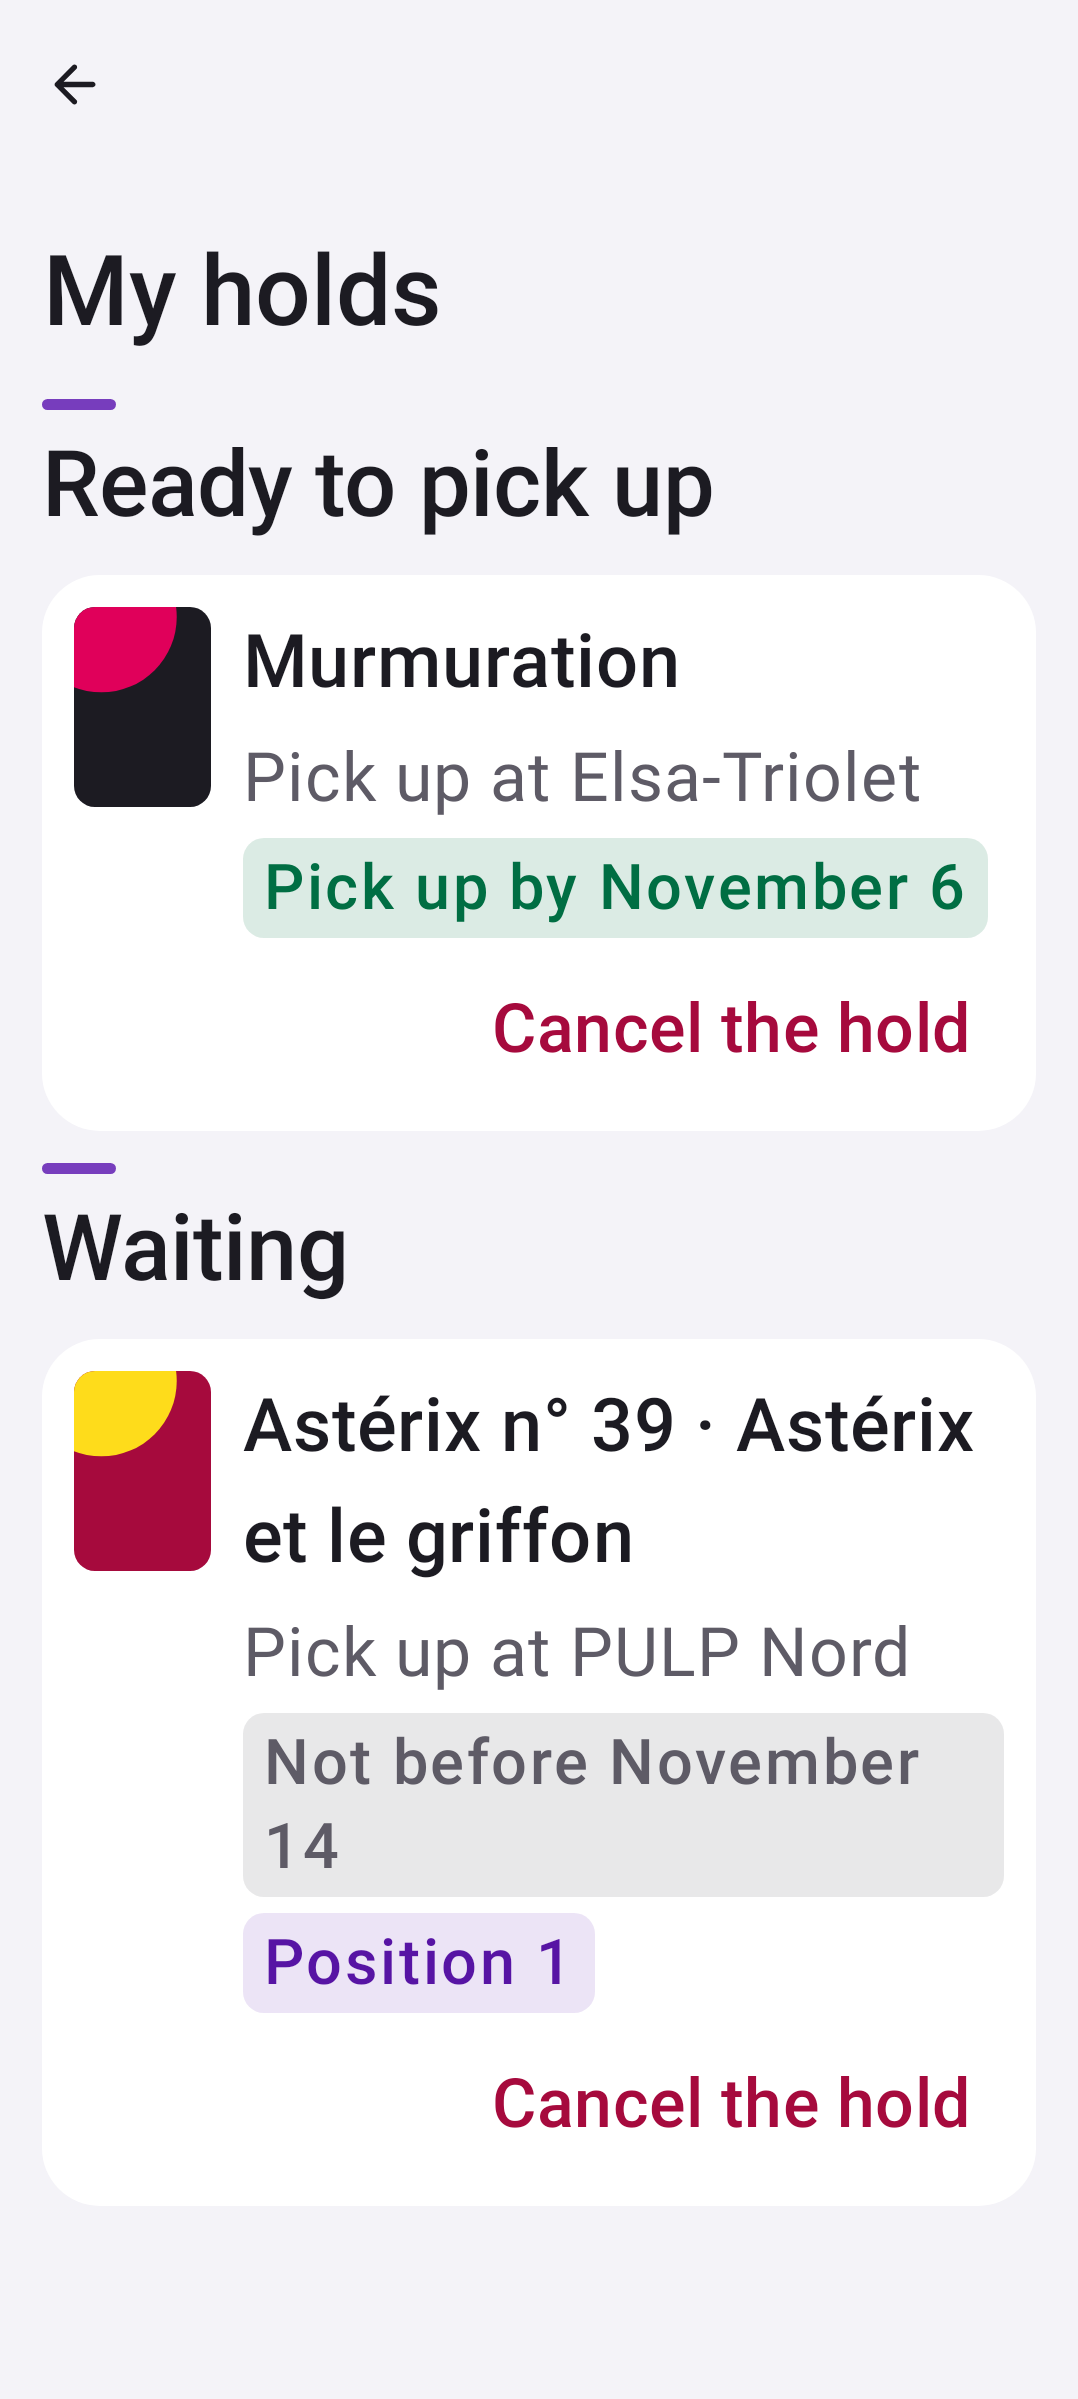 My holds
Ready to pick up
Murmuration
Pick up at Elsa-Triolet
Pick up by November 6
Cancel the hold
Waiting
Astérix n° 39 · Astérix
et le griffon
Pick up at PULP Nord
Not before November
14
Position 1
Cancel the hold